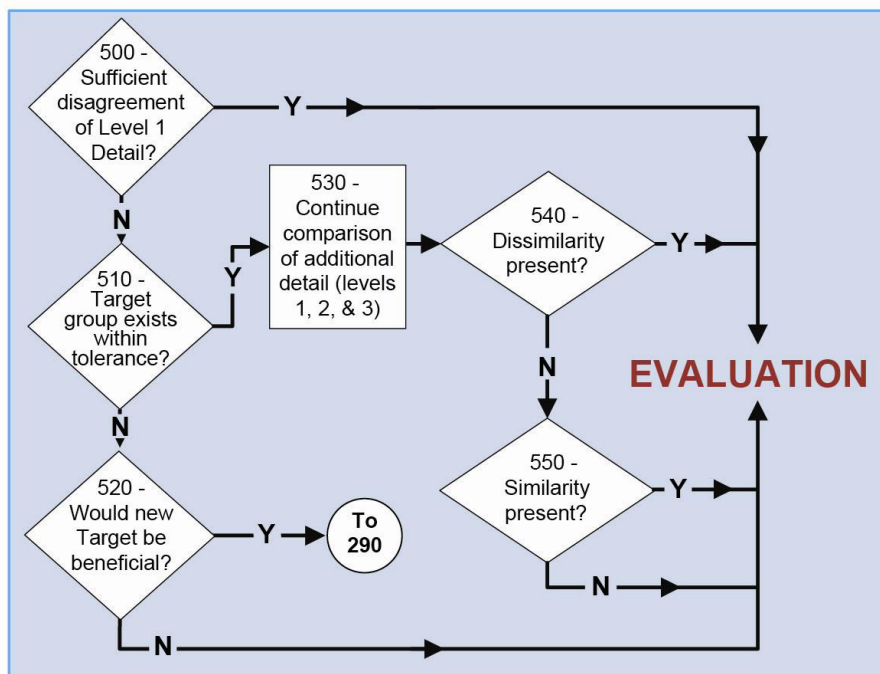 500 -
Sufficient
disagreement
of Level 1
Detail?
Y
N
510 -
Target
group exists
within
tolerance?
Y
N
530 -
Continue
comparison
of additional
detail (levels
1, 2, & 3)
540 -
Dissimilarity
present?
Y
N
EVALUATION
550 -
Similarity
present?
Y
N
520 -
Would new
Target be
beneficial?
Y
To
290
N